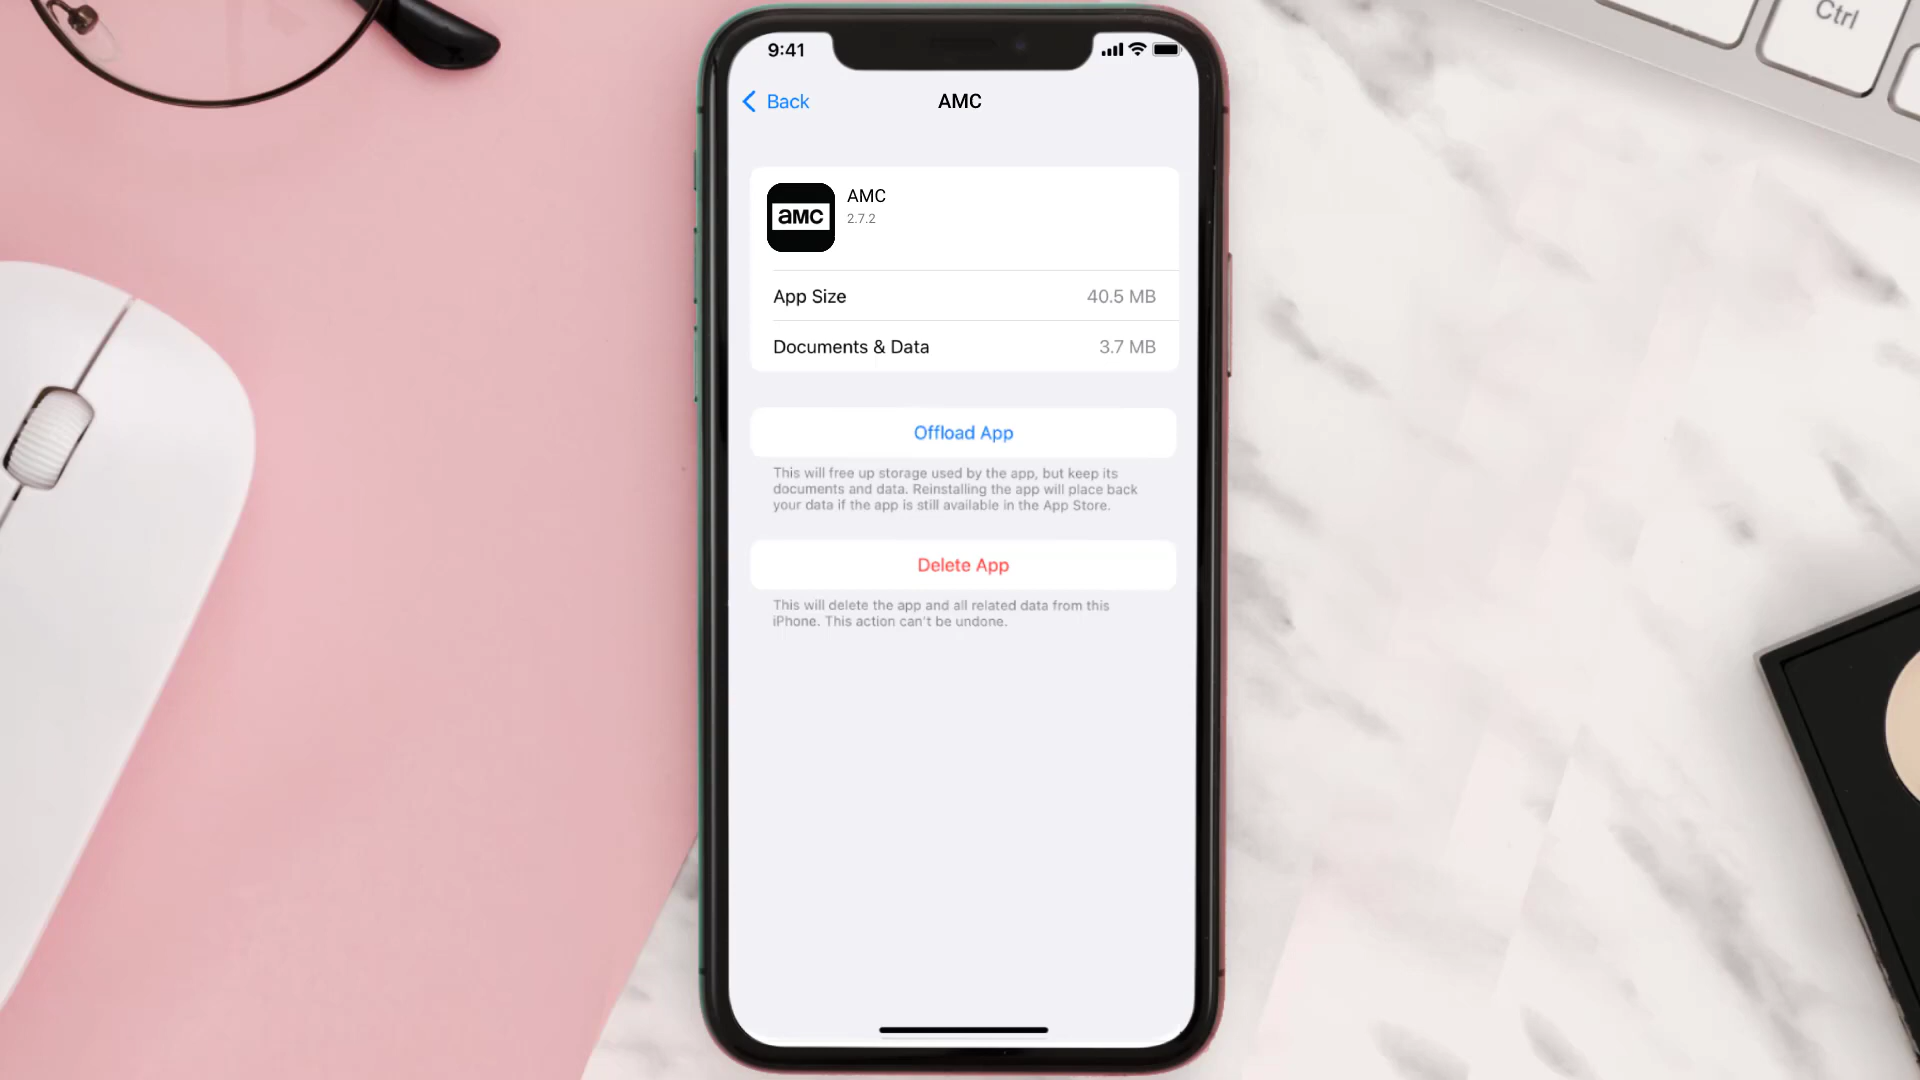 Ctrl
9:41
Back
AMC
aMC
AMC
2.7.2
App Size
40.5 MB
Documents & Data
3.7 MB
Offload App
This will free up storage used by the app, but keep its
documents and data. Reinstalling the app will place back
your data if the app is still available in the App Store.
Delete App
This will delete the app and all related data from this
iPhone. This action can't be undone.